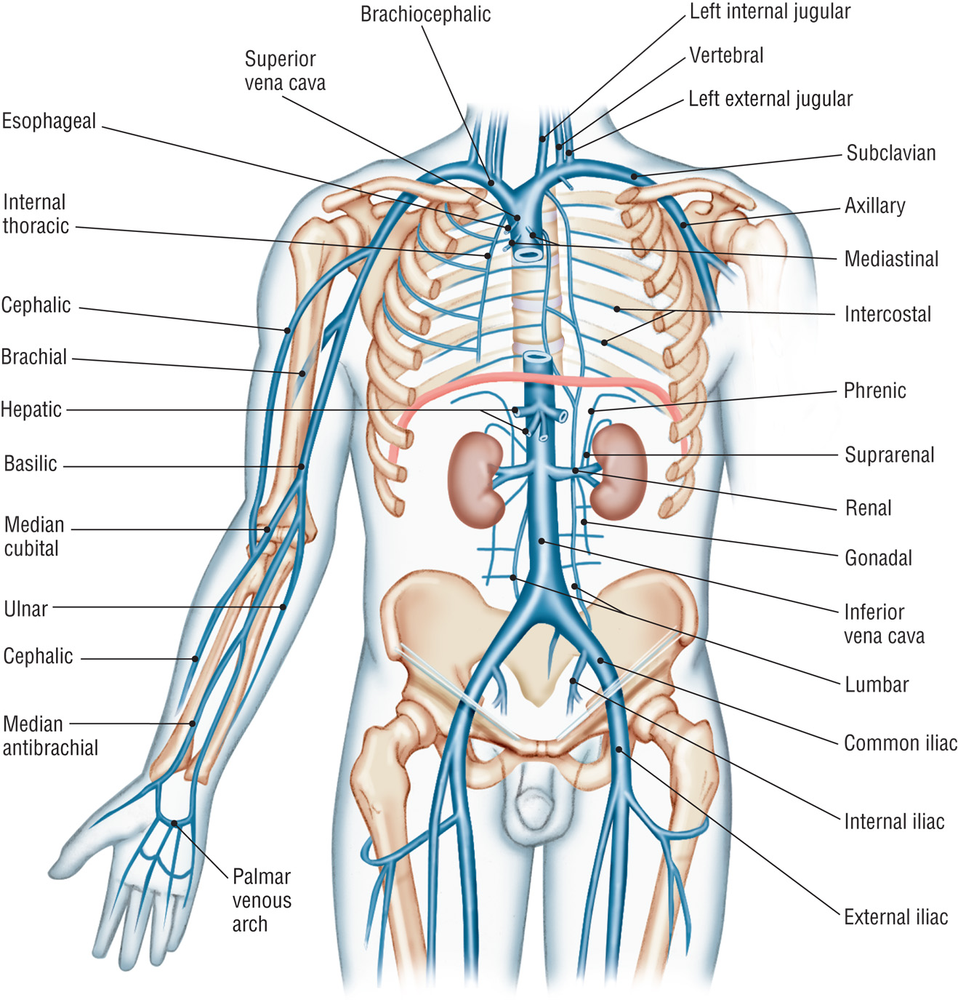 Brachiocephalic
Left internal jugular
Superior
vena cava
Vertebral
Left external jugular
Esophageal
Subclavian
Internal
thoracic
Axillary
Mediastinal
Cephalic
Intercostal
Brachial
Phrenic
Hepatic
Basilic
Suprarenal
Renal
Median
cubital
Gonadal
Ulnar
Inferior
vena cava
Cephalic
Lumbar
Median
antibrachial
Common iliac
Internal iliac
Palmar
venous
arch
External iliac